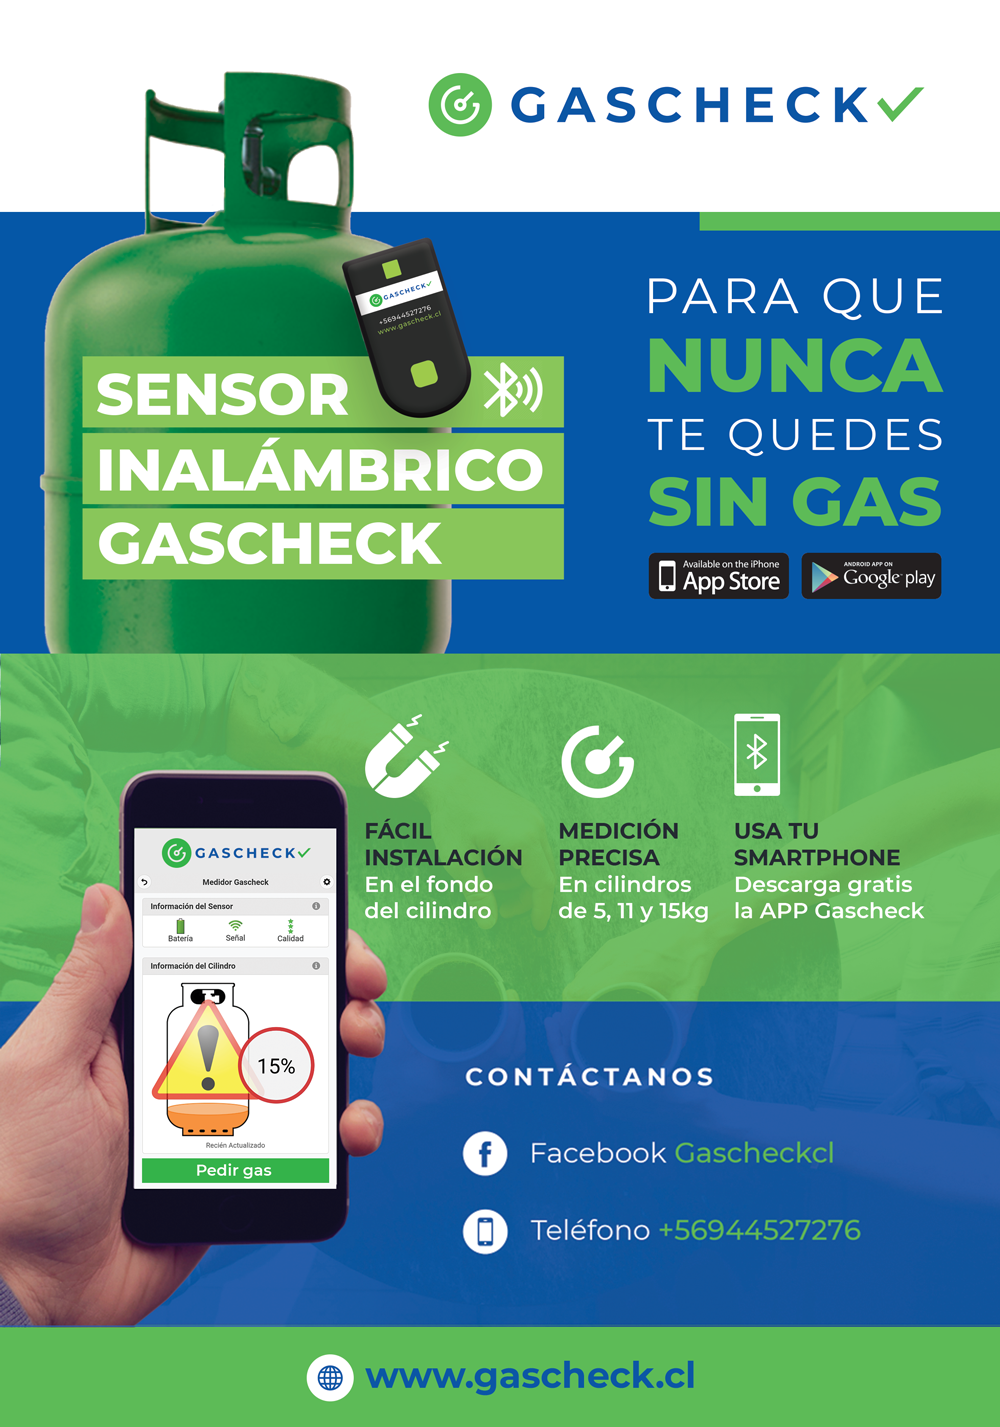 GASCHECK
GASCHECK
+56944527276
www.gascheck.cl
SENSOR
INALÁMBRICO
GASCHECK
PARA QUE
NUNCA
TE QUEDES
SIN GAS
Available on the iPhone
App Store
ANDROID APP ON
Google play
FÁCIL
INSTALACIÓN
En el fondo
del cilindro
MEDICIÓN
PRECISA
En cilindros
de 5, 11 y 15kg
USA TU
SMARTPHONE
Descarga gratis
la APP Gascheck
GASCHECK
Medidor Gascheck
Información del Sensor
Batería Señal Calidad
Información del Cilindro
15%
Recién Actualizado
Pedir gas
CONTÁCTANOS
Facebook Gascheckcl
Teléfono +56944527276
www.gascheck.cl